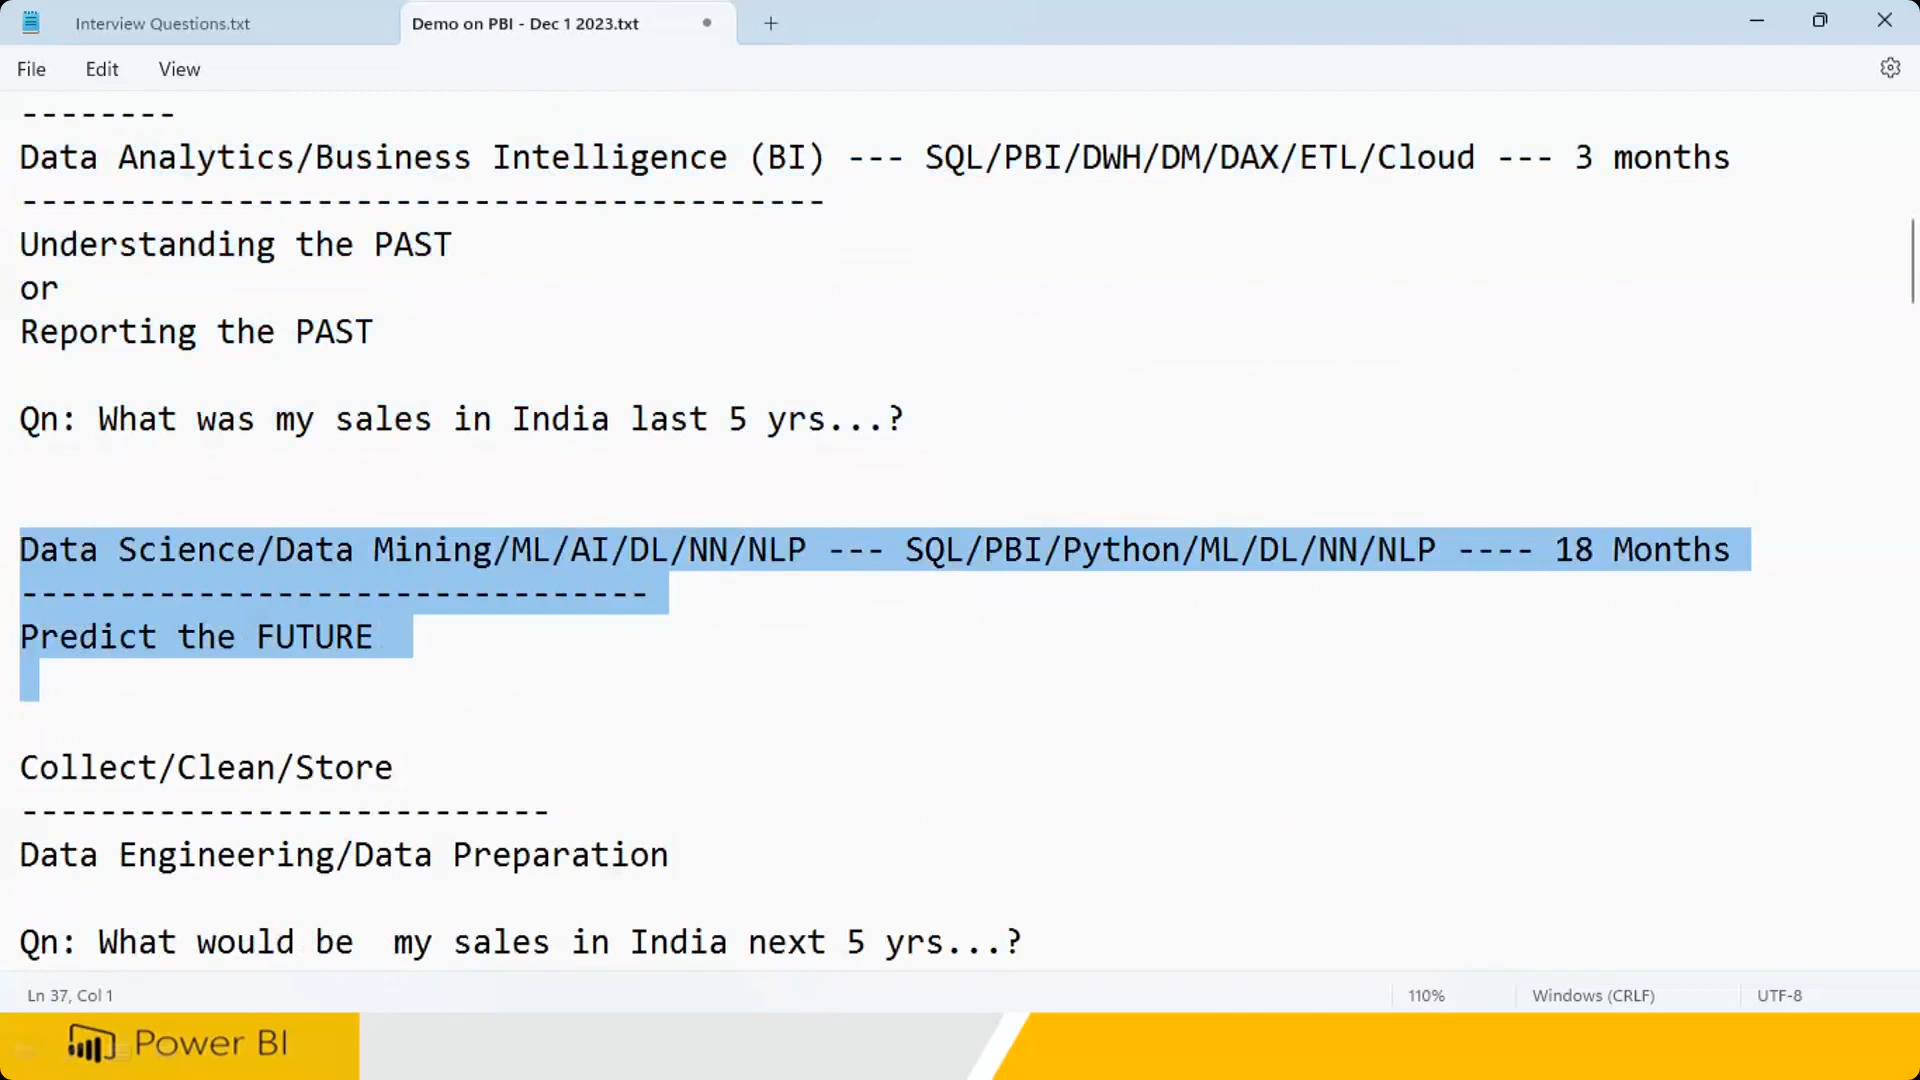 Interview Questions.txt
Demo on PBI - Dec 1 2023.txt
File Edit View
--------
Data Analytics/Business Intelligence (BI) --- SQL/PBI/DWH/DM/DAX/ETL/Cloud --- 3 months
-----------------------------------------
Understanding the PAST
or
Reporting the PAST
Qn: What was my sales in India last 5 yrs...?
Data Science/Data Mining/ML/AI/DL/NN/NLP --- SQL/PBI/Python/ML/DL/NN/NLP ---- 18 Months
--------------------------------
Predict the FUTURE
Collect/Clean/Store
---------------------------
Data Engineering/Data Preparation
Qn: What would be  my sales in India next 5 yrs...?
Ln 37, Col 1 110% Windows (CRLF) UTF-8
Power BI